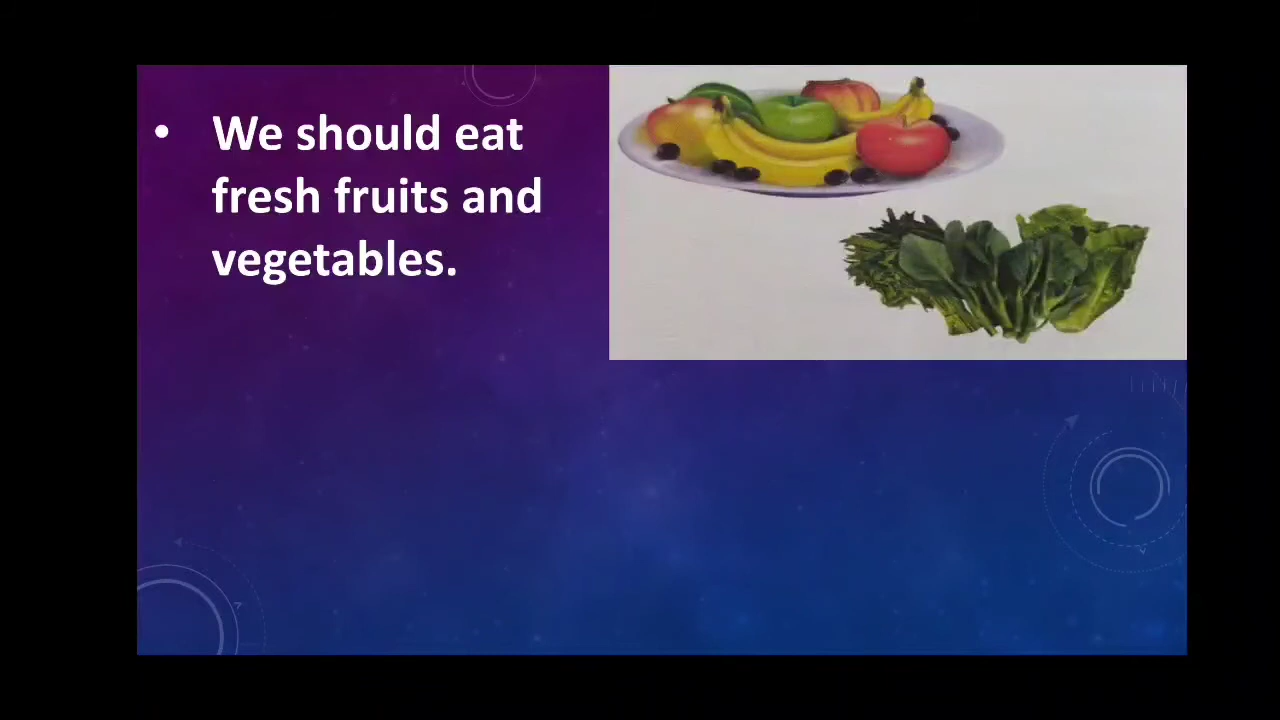 • We should eat
fresh fruits and
vegetables.